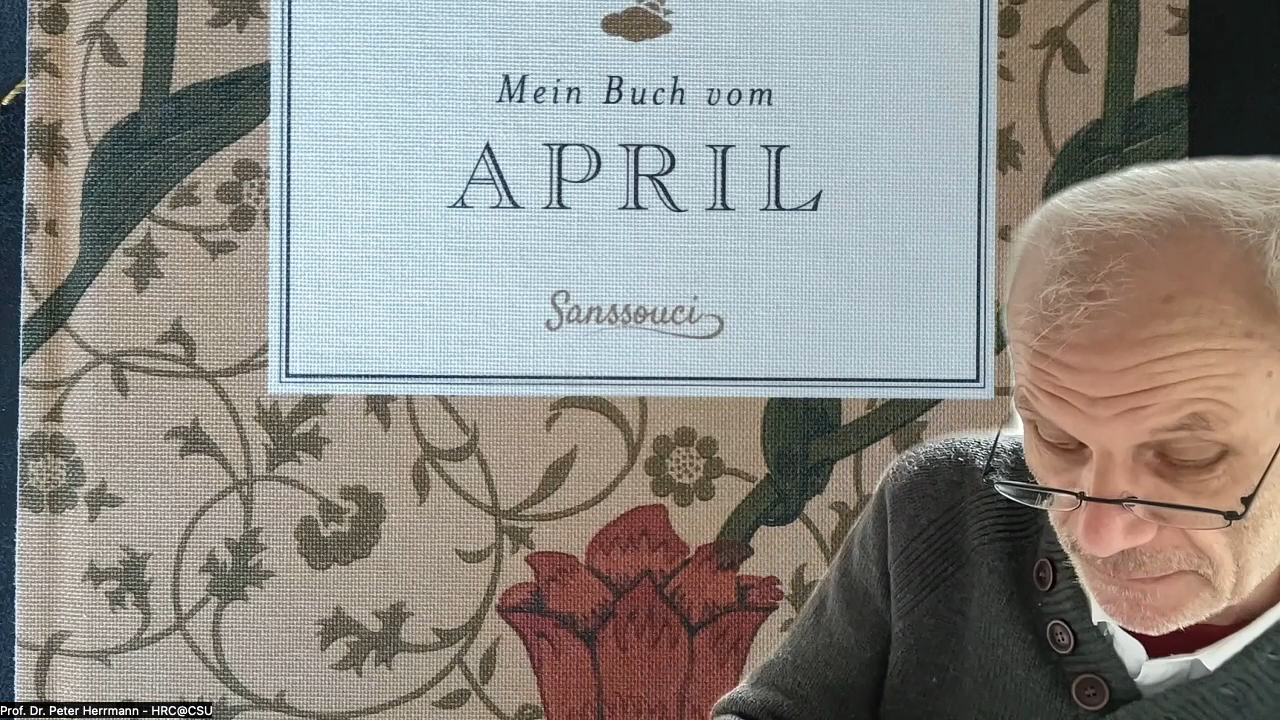 Mein Buch vom
APRIL
Sanssouci
Prof. Dr. Peter Herrmann - HRC@CSU